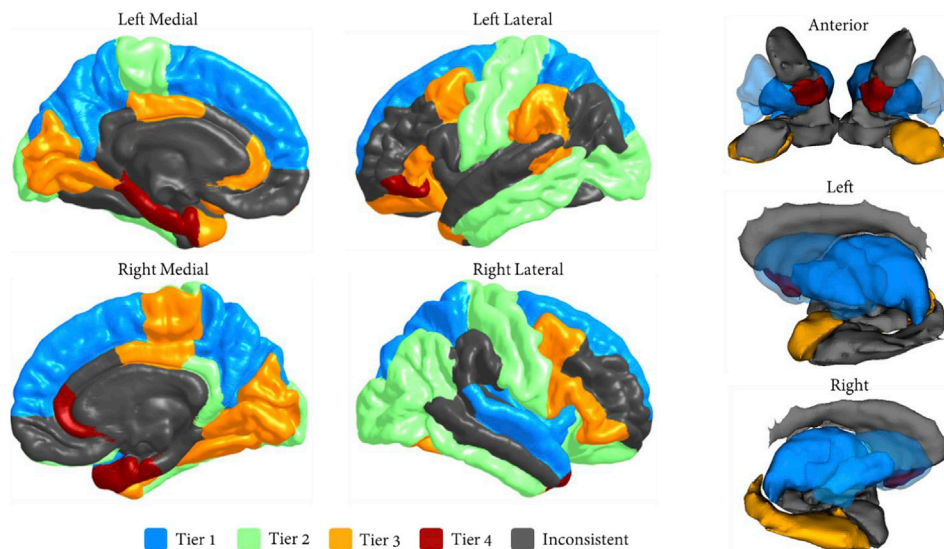 Left Medial
Left Lateral
Anterior
Left
Right Medial
Right Lateral
Right
Tier 1
Tier 2
Tier 3
Tier 4
Inconsistent